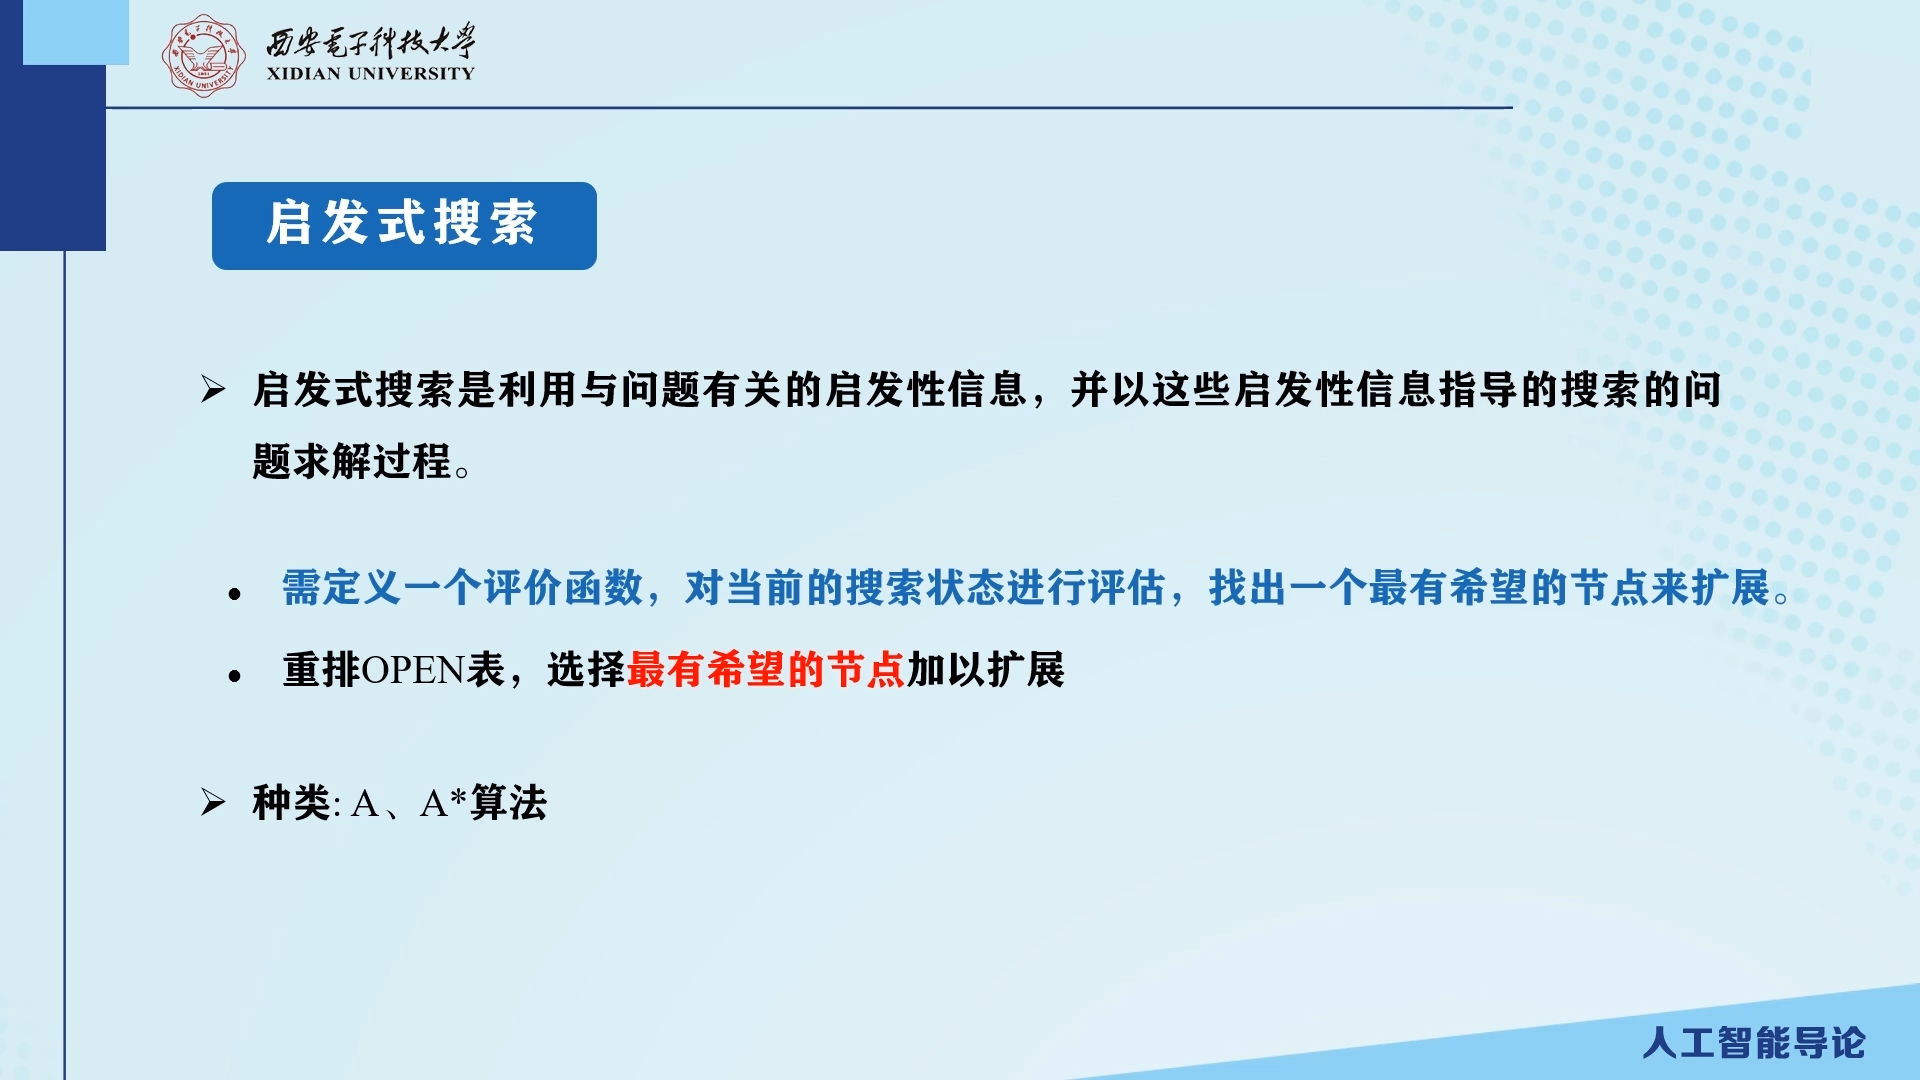 西安电子科技大学
XIDIAN UNIVERSITY
启发式搜索
启发式搜索是利用与问题有关的启发性信息，并以这些启发性信息指导的搜索的问
题求解过程。
需定义一个评价函数，对当前的搜索状态进行评估，找出一个最有希望的节点来扩展。
重排OPEN表，选择最有希望的节点加以扩展
种类: A、A*算法
人工智能导论